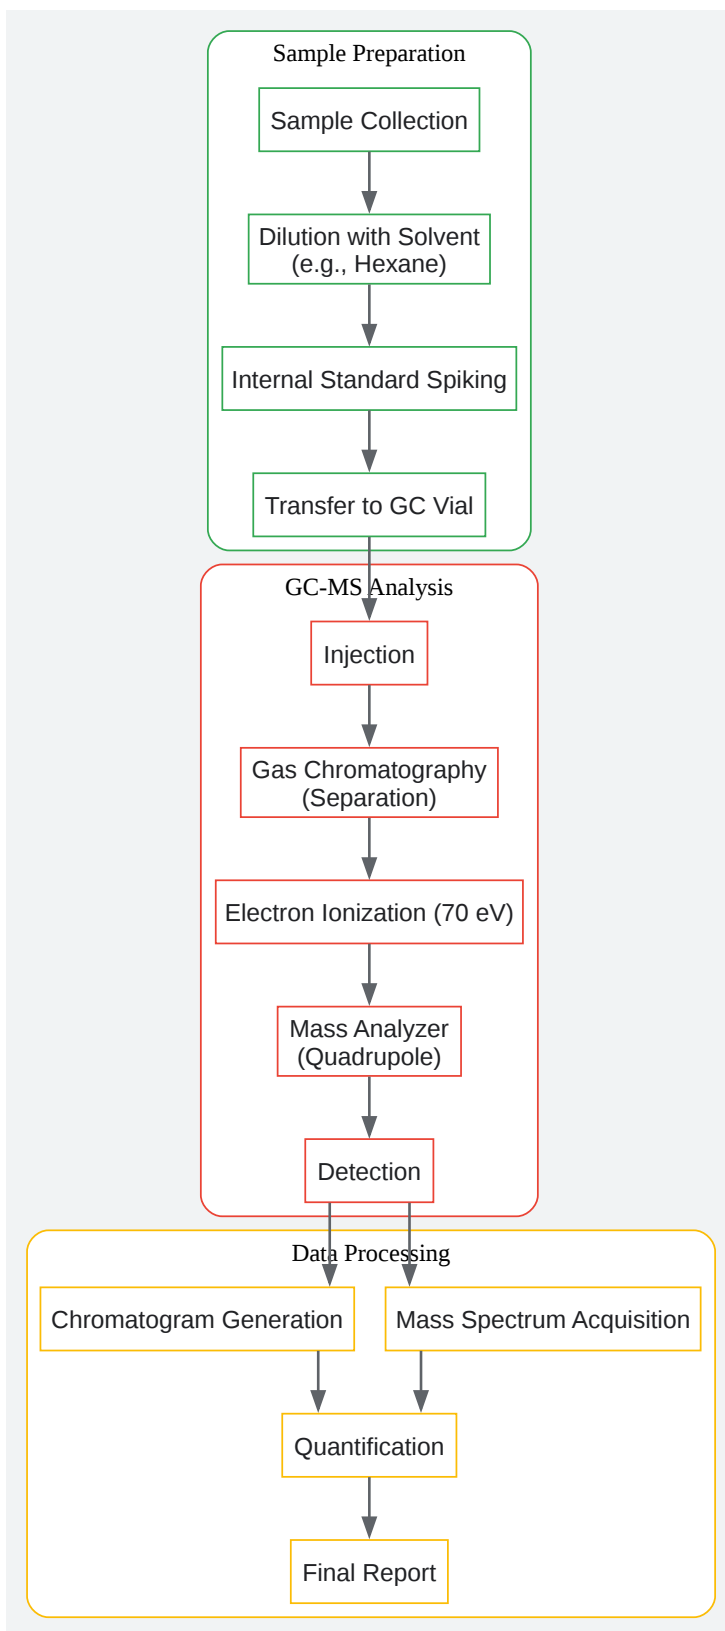 Sample Preparation
Sample Collection
Dilution with Solvent
(e.g., Hexane)
Internal Standard Spiking
Transfer to GC Vial
GC-MS Analysis
Injection
Gas Chromatography
(Separation)
Electron Ionization (70 eV)
Mass Analyzer
(Quadrupole)
Detection
Data Processing
Chromatogram Generation
Mass Spectrum Acquisition
Quantification
Final Report